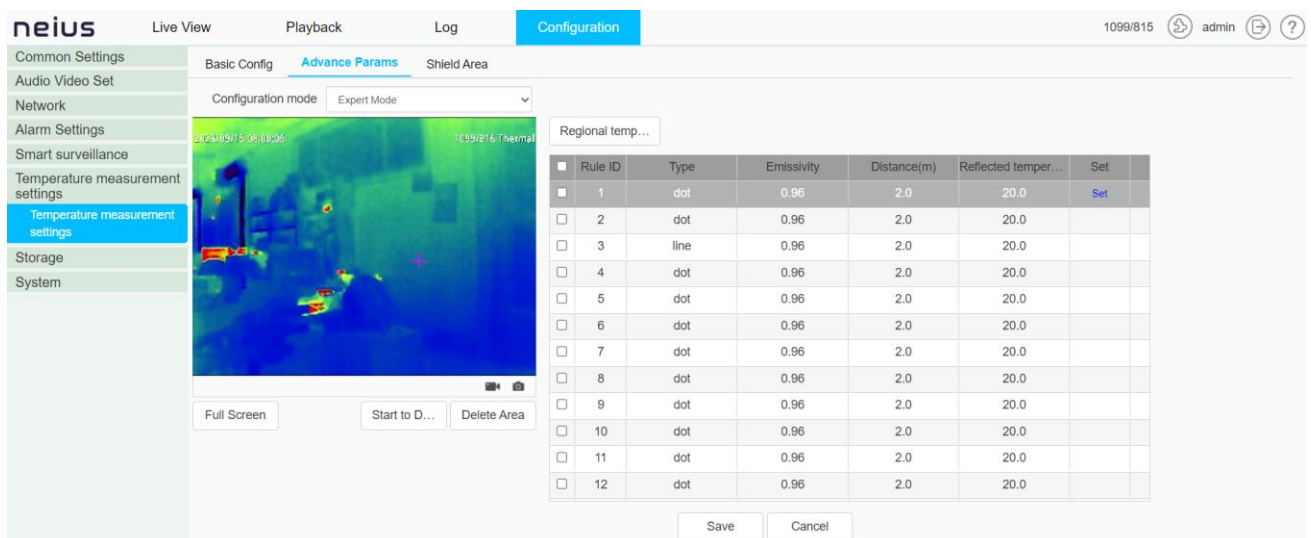 neius Live View Playback Log Configuration 1099/815 admin ?
Common Settings
Audio Video Set
Network
Alarm Settings
Smart surveillance
Temperature measurement
settings
Temperature measurement
settings
Storage
System
Basic Config Advance Params Shield Area
Configuration mode Expert Mode
1099/816 Thermal
Full Screen Start to D... Delete Area
Regional temp...
Rule ID Type Emissivity Distance(m) Reflected temper... Set
1 dot 0.96 2.0 20.0 Set
2 dot 0.96 2.0 20.0
3 line 0.96 2.0 20.0
4 dot 0.96 2.0 20.0
5 dot 0.96 2.0 20.0
6 dot 0.96 2.0 20.0
7 dot 0.96 2.0 20.0
8 dot 0.96 2.0 20.0
9 dot 0.96 2.0 20.0
10 dot 0.96 2.0 20.0
11 dot 0.96 2.0 20.0
12 dot 0.96 2.0 20.0
Save Cancel